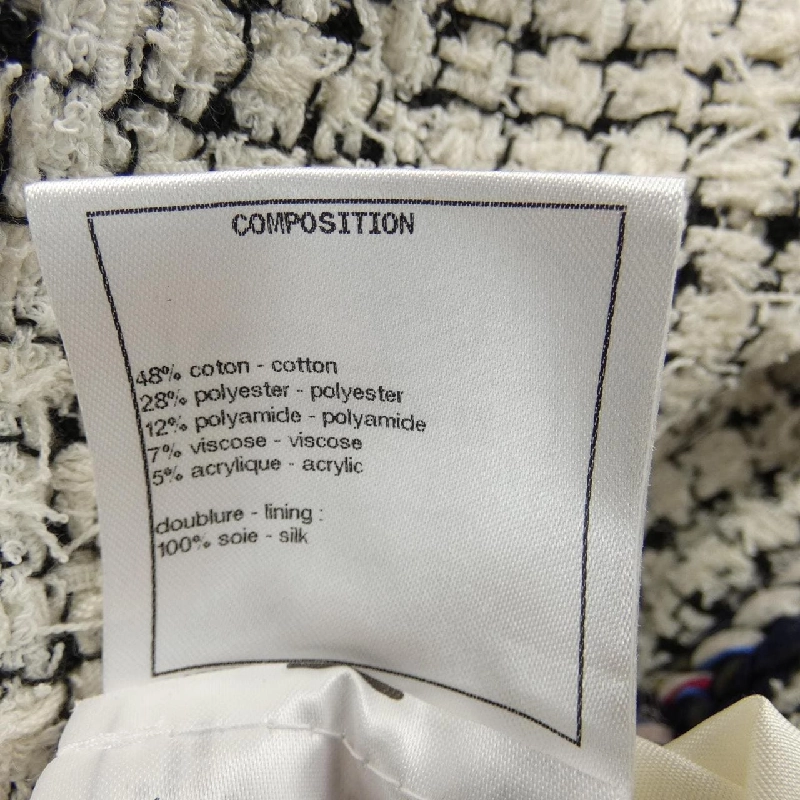 COMPOSITION
48% coton - cotton
28% polyester - polyester
12% polyamide - polyamide
7% viscose - viscose
5% acrylique - acrylic
doublure - lining :
100% soie - silk